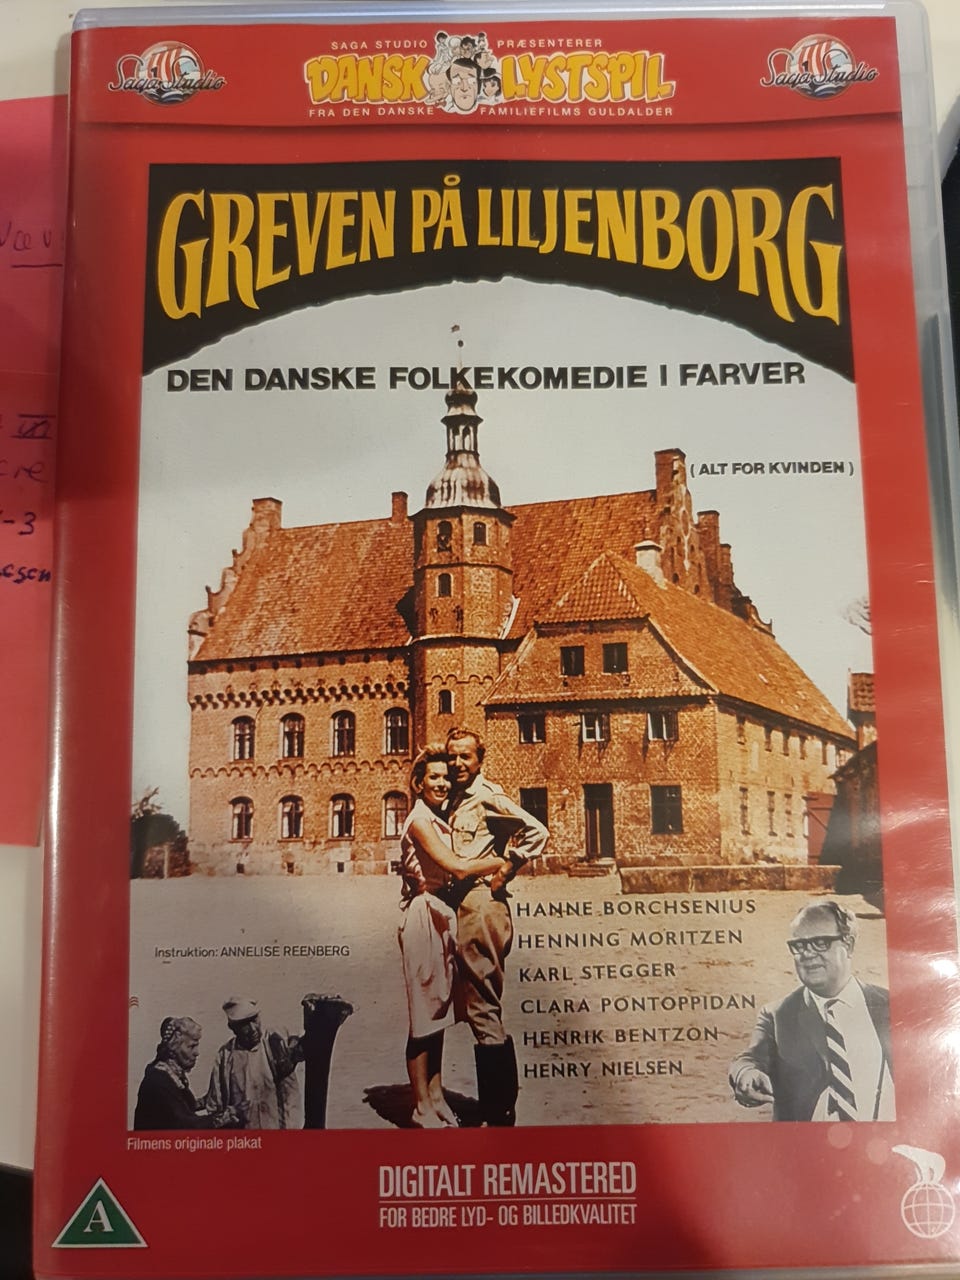 SAGA STUDIO PRÆSENTERER
Saga Studio
DANSK LYSTSPIL
Saga Studio
FRA DEN DANSKE FAMILIEFILMS GULDALDER
GREVEN PÅ LILJENBORG
DEN DANSKE FOLKEKOMEDIE I FARVER
( ALT FOR KVINDEN )
HANNE BORCHSENIUS
HENNING MORITZEN
Instruktion: ANNELISE REENBERG
KARL STEGGER
CLARA PONTOPPIDAN
HENRIK BENTZON
HENRY NIELSEN
Filmens originale plakat
DIGITALT REMASTERED
FOR BEDRE LYD- OG BILLEDKVALITET
A
-3